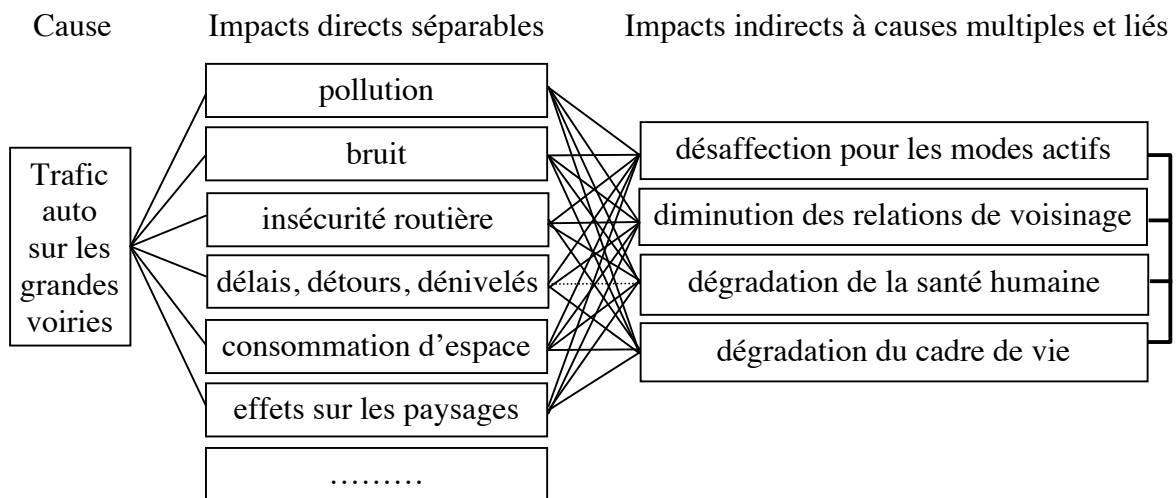 Cause
Impacts directs séparables
Impacts indirects à causes multiples et liés
Trafic
auto
sur les
grandes
voiries
pollution
bruit
insécurité routière
délais, détours, dénivelés
consommation d’espace
effets sur les paysages
………
désaffection pour les modes actifs
diminution des relations de voisinage
dégradation de la santé humaine
dégradation du cadre de vie